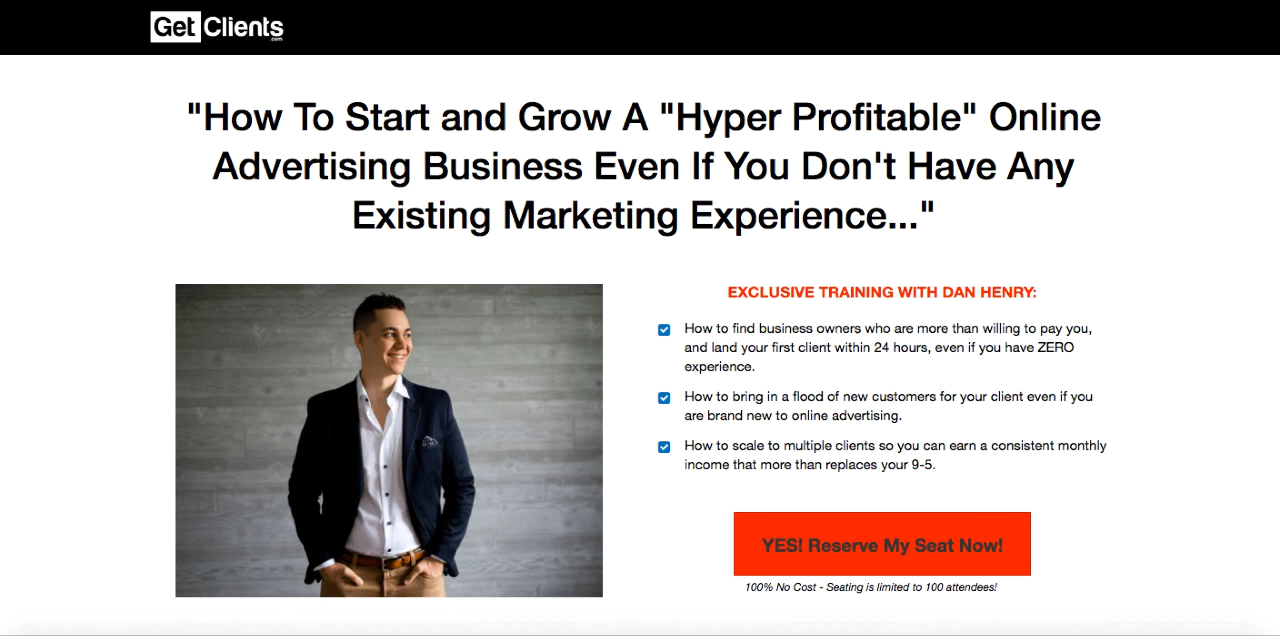 Get Clients
.com
"How To Start and Grow A "Hyper Profitable" Online
Advertising Business Even If You Don't Have Any
Existing Marketing Experience..."
EXCLUSIVE TRAINING WITH DAN HENRY:
How to find business owners who are more than willing to pay you,
and land your first client within 24 hours, even if you have ZERO
experience.
How to bring in a flood of new customers for your client even if you
are brand new to online advertising.
How to scale to multiple clients so you can earn a consistent monthly
income that more than replaces your 9-5.
YES! Reserve My Seat Now!
100% No Cost - Seating is limited to 100 attendees!